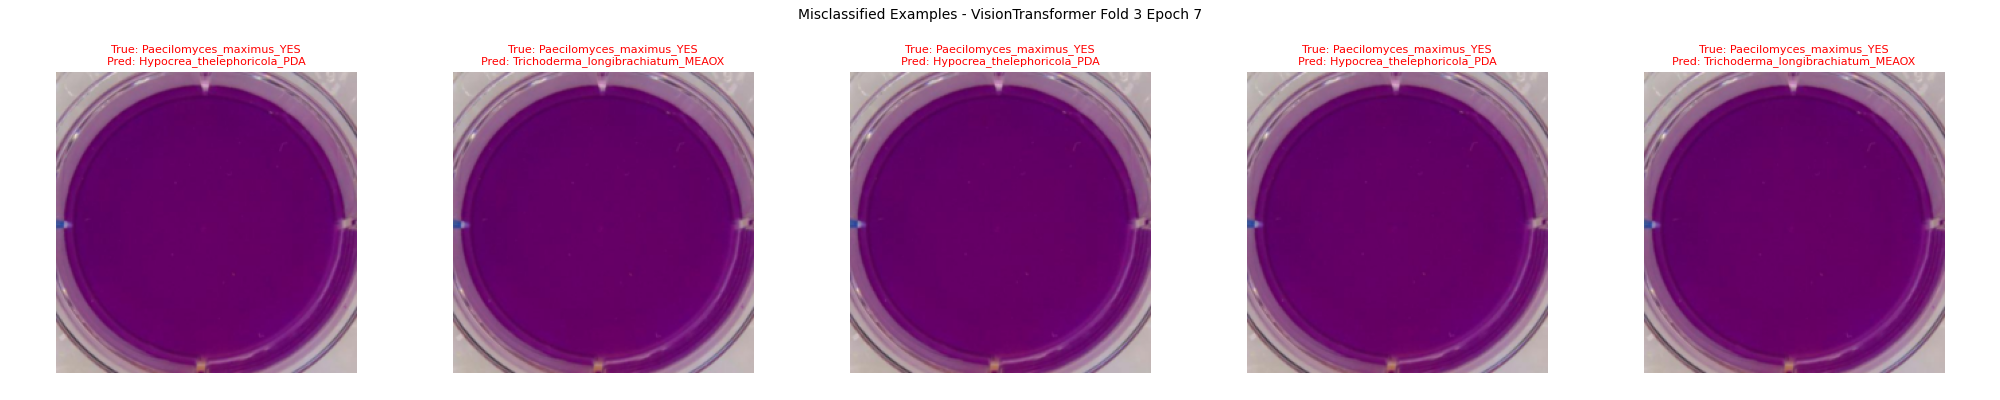 Misclassified Examples - VisionTransformer Fold 3 Epoch 7
True: Paecilomyces_maximus_YES
Pred: Hypocrea_thelephoricola_PDA
True: Paecilomyces_maximus_YES
Pred: Trichoderma_longibrachiatum_MEAOX
True: Paecilomyces_maximus_YES
Pred: Hypocrea_thelephoricola_PDA
True: Paecilomyces_maximus_YES
Pred: Hypocrea_thelephoricola_PDA
True: Paecilomyces_maximus_YES
Pred: Trichoderma_longibrachiatum_MEAOX